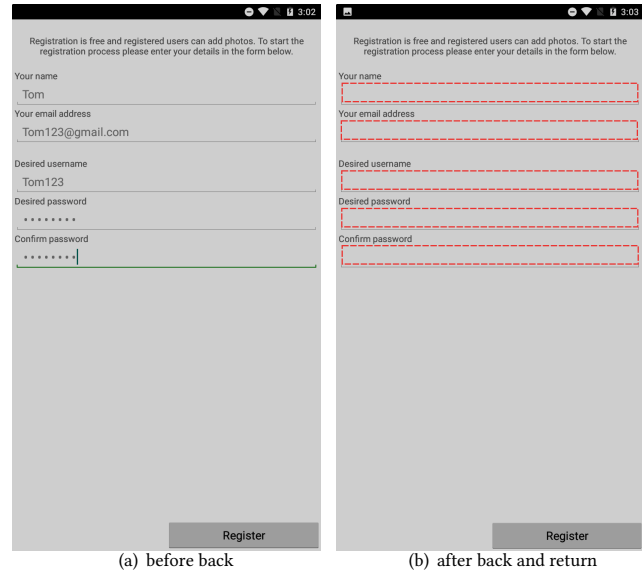 3:02
Registration is free and registered users can add photos. To start the
registration process please enter your details in the form below.
Your name
Tom
Your email address
Tom123@gmail.com
Desired username
Tom123
Desired password
••••••••
Confirm password
••••••••
Register
(a) before back
3:03
Registration is free and registered users can add photos. To start the
registration process please enter your details in the form below.
Your name
Your email address
Desired username
Desired password
Confirm password
Register
(b) after back and return